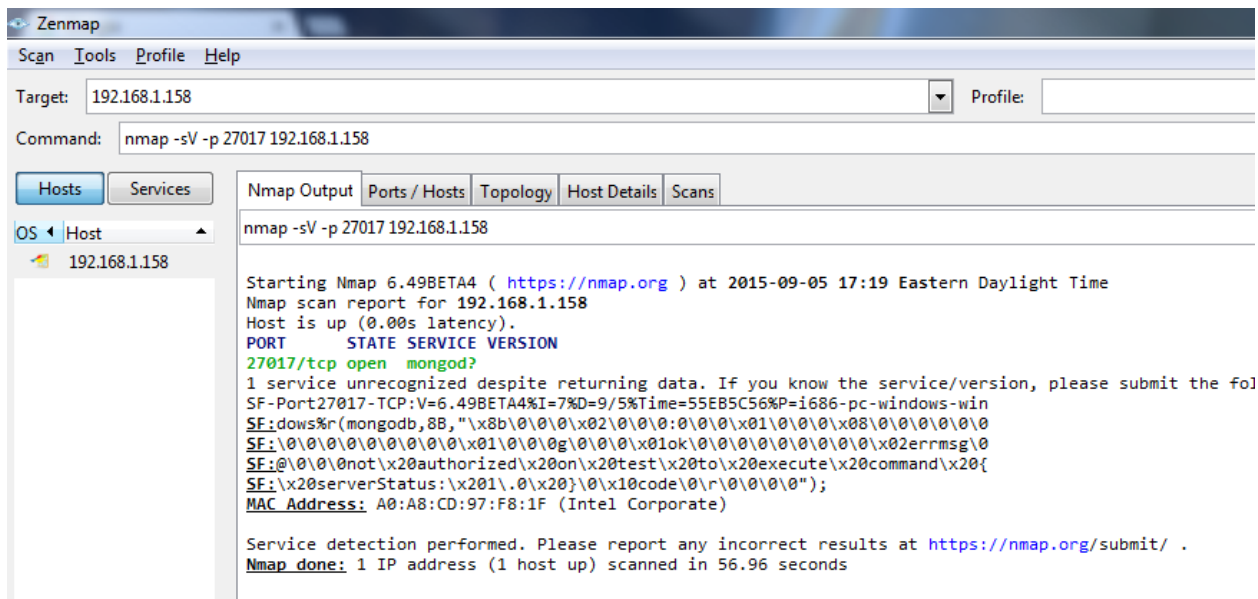 Zenmap
Scan Tools Profile Help
Target: 192.168.1.158 Profile:
Command: nmap -sV -p 27017 192.168.1.158
Hosts Services Nmap Output Ports / Hosts Topology Host Details Scans
OS Host nmap -sV -p 27017 192.168.1.158
192.168.1.158
Starting Nmap 6.49BETA4 ( https://nmap.org ) at 2015-09-05 17:19 Eastern Daylight Time
Nmap scan report for 192.168.1.158
Host is up (0.00s latency).
PORT STATE SERVICE VERSION
27017/tcp open mongod?
1 service unrecognized despite returning data. If you know the service/version, please submit the fol
SF-Port27017-TCP:V=6.49BETA4%I=7%D=9/5%Time=55EB5C56%P=i686-pc-windows-win
SF:dows%r(mongodb,8B,"\x8b\0\0\0\x02\0\0\0:0\0\0\x01\0\0\0\x08\0\0\0\0\0\0
SF:\0\0\0\0\0\0\0\0\0\x01\0\0\0g\0\0\0\x01ok\0\0\0\0\0\0\0\0\0\x02errmsg\0
SF:@\0\0\0not\x20authorized\x20on\x20test\x20to\x20execute\x20command\x20{
SF:\x20serverStatus:\x201\.0\x20}\0\x10code\0\r\0\0\0\0");
MAC Address: A0:A8:CD:97:F8:1F (Intel Corporate)
Service detection performed. Please report any incorrect results at https://nmap.org/submit/ .
Nmap done: 1 IP address (1 host up) scanned in 56.96 seconds